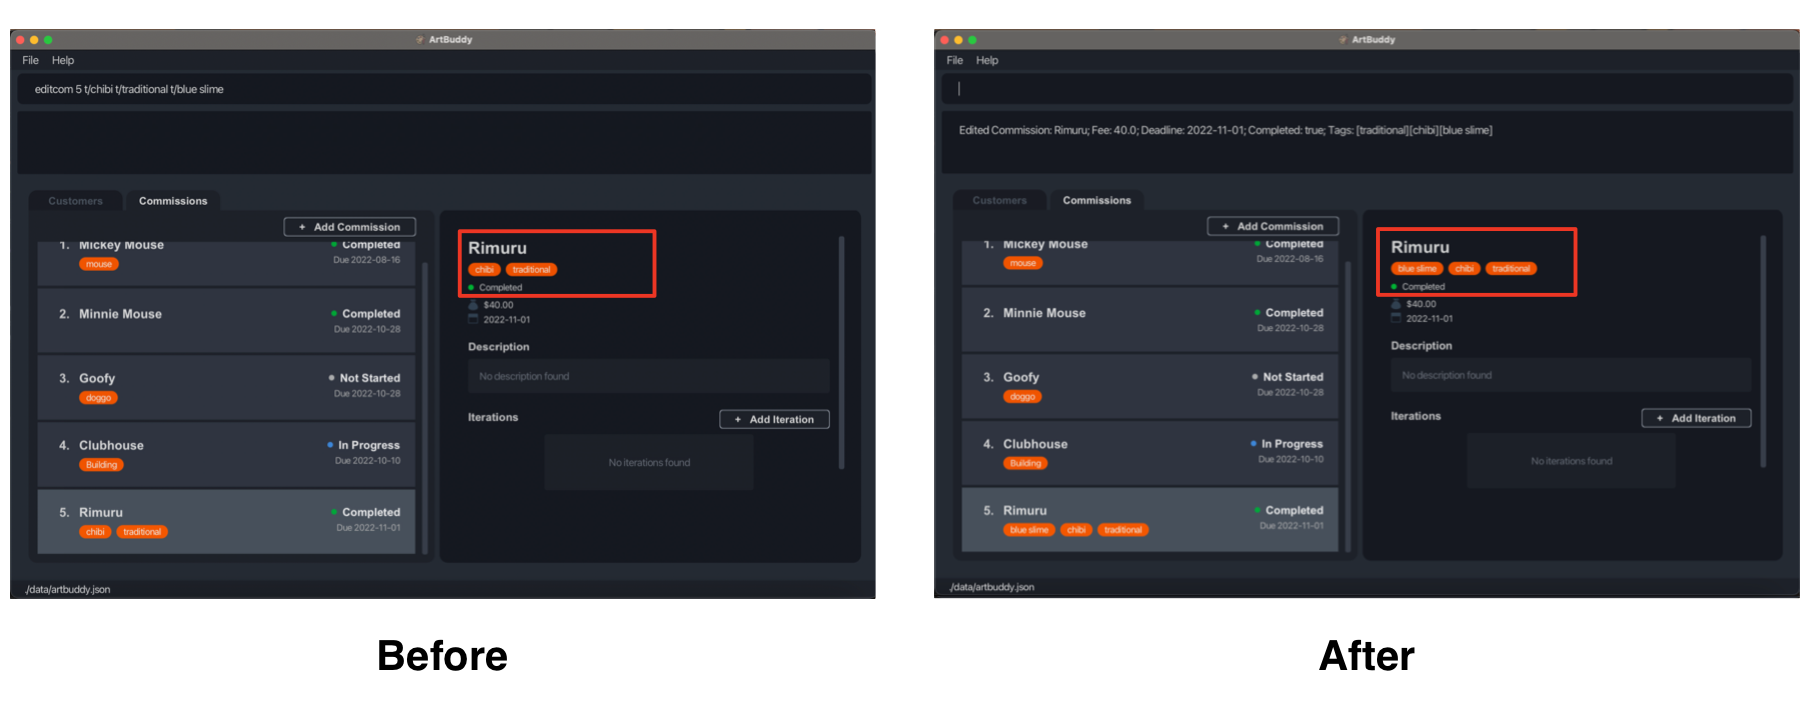 ArtBuddy
File Help
editcom 5 t/chibi t/traditional t/blue slime
Customers Commissions
+ Add Commission
1. Mickey Mouse Completed
mouse Due 2022-08-16
2. Minnie Mouse Completed
Due 2022-10-28
3. Goofy Not Started
doggo Due 2022-10-28
4. Clubhouse In Progress
Building Due 2022-10-10
5. Rimuru Completed
chibi traditional Due 2022-11-01
Rimuru
chibi traditional
Completed
$40.00
2022-11-01
Description
No description found
Iterations + Add Iteration
No iterations found
./data/artbuddy.json
Before
ArtBuddy
File Help
Edited Commission: Rimuru; Fee: 40.0; Deadline: 2022-11-01; Completed: true; Tags: [traditional][chibi][blue slime]
Customers Commissions
+ Add Commission
1. Mickey Mouse Completed
mouse Due 2022-08-16
2. Minnie Mouse Completed
Due 2022-10-28
3. Goofy Not Started
doggo Due 2022-10-28
4. Clubhouse In Progress
Building Due 2022-10-10
5. Rimuru Completed
blue slime chibi traditional Due 2022-11-01
Rimuru
blue slime chibi traditional
Completed
$40.00
2022-11-01
Description
No description found
Iterations + Add Iteration
No iterations found
./data/artbuddy.json
After